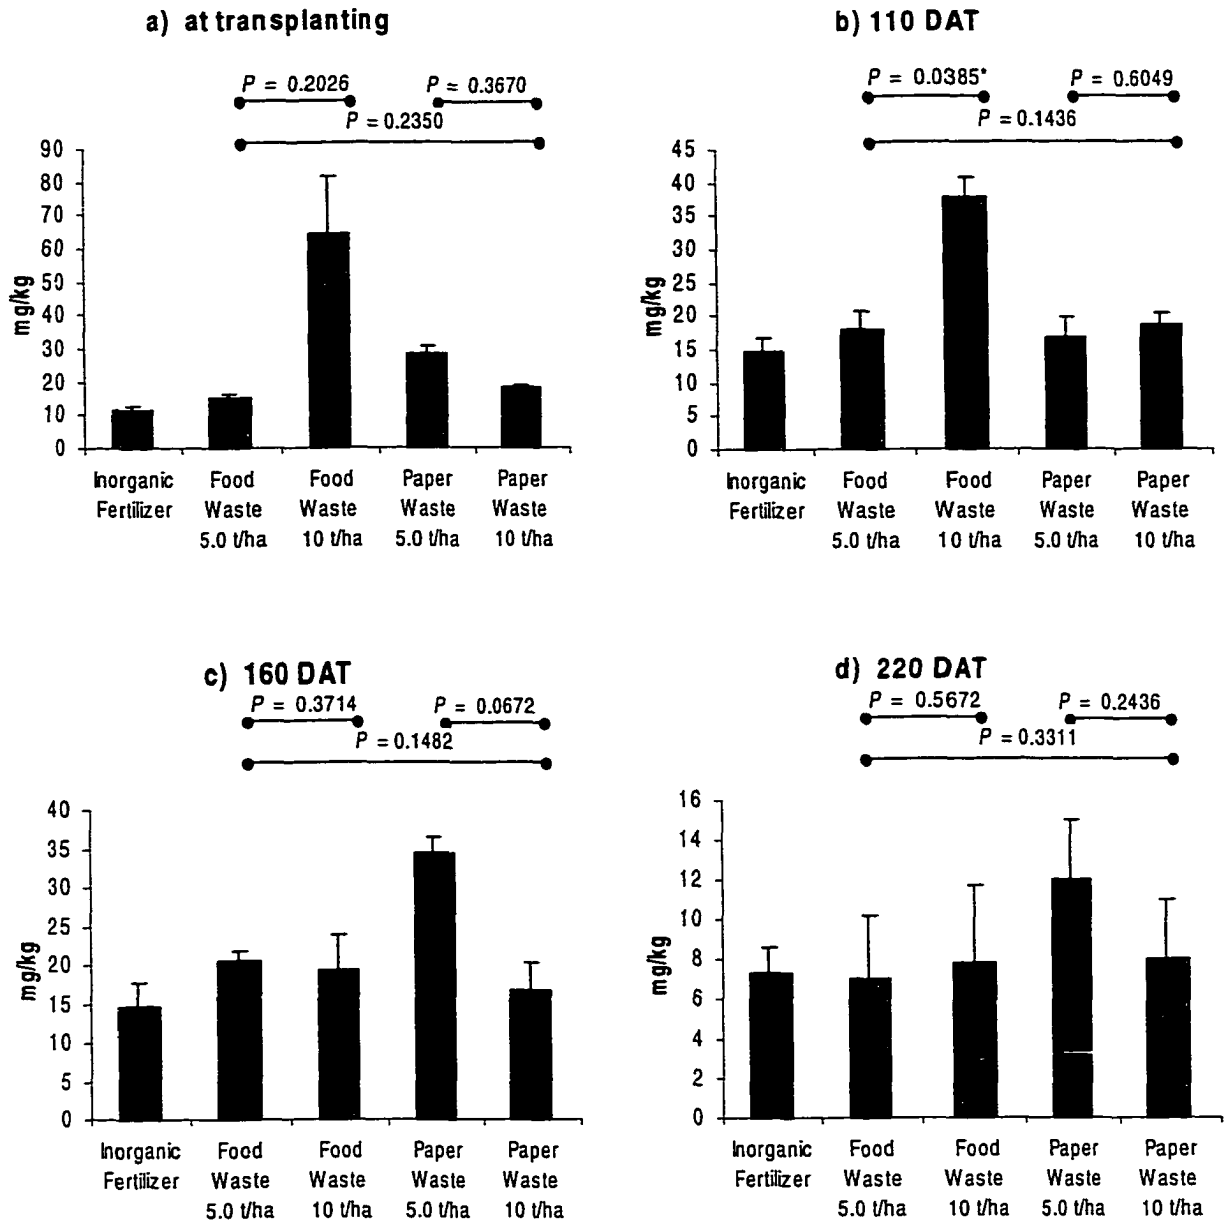 a) at transplanting
P = 0.2026
P = 0.3670
P = 0.2350
90
80
70
60
50
40
30
20
10
0
mg/kg
Inorganic Fertilizer
Food Waste 5.0 t/ha
Food Waste 10 t/ha
Paper Waste 5.0 t/ha
Paper Waste 10 t/ha
b) 110 DAT
P = 0.0385*
P = 0.6049
P = 0.1436
45
40
35
30
25
20
15
10
5
0
mg/kg
Inorganic Fertilizer
Food Waste 5.0 t/ha
Food Waste 10 t/ha
Paper Waste 5.0 t/ha
Paper Waste 10 t/ha
c) 160 DAT
P = 0.3714
P = 0.0672
P = 0.1482
40
35
30
25
20
15
10
5
0
mg/kg
Inorganic Fertilizer
Food Waste 5.0 t/ha
Food Waste 10 t/ha
Paper Waste 5.0 t/ha
Paper Waste 10 t/ha
d) 220 DAT
P = 0.5672
P = 0.2436
P = 0.3311
16
14
12
10
8
6
4
2
0
mg/kg
Inorganic Fertilizer
Food Waste 5.0 t/ha
Food Waste 10 t/ha
Paper Waste 5.0 t/ha
Paper Waste 10 t/ha